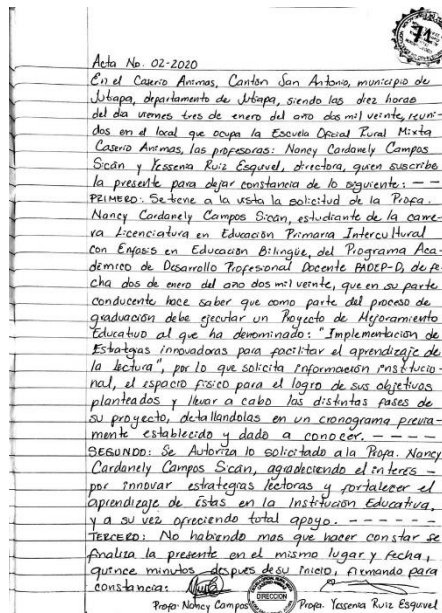 71
Acta No. 02-2020
En el Caserío Animas, Cantón San Antonio, municipio de
Jutiapa, departamento de Jutiapa, siendo las diez horas
del día viernes tres de enero del año dos mil veinte, reuni-
dos en el local que ocupa la Escuela Oficial Rural Mixta
Caserío Animas, las profesoras: Nancy Cardanely Campos
Sicán y Yessenia Ruiz Esquivel, directora, quien suscribe
la presente para dejar constancia de lo siguiente: — —
PRIMERO: Se tiene a la vista la solicitud de la Profa.
Nancy Cardanely Campos Sicán, estudiante de la carre-
ra Licenciatura en Educación Primaria Intercultural
con Énfasis en Educación Bilingüe, del Programa Aca-
démico de Desarrollo Profesional Docente PADEP-D, de fe-
cha dos de enero del año dos mil veinte, que en su parte
conducente hace saber que como parte del proceso de
graduación debe ejecutar un Proyecto de Mejoramiento
Educativo al que ha denominado: "Implementación de
Estrategas innovadoras para facilitar el aprendizaje de
la lectura", por lo que solicita información institucio-
nal, el espacio físico para el logro de sus objetivos
planteados y llevar a cabo las distintas fases de
su proyecto, detallándolas en un cronograma previa-
mente establecido y dado a conocer. — — — —
SEGUNDO: Se Autoriza lo solicitado a la Profa. Nancy
Cardanely Campos Sicán, agradeciendo el interés —
por innovar estrategias lectoras y fortalecer el
aprendizaje de éstas en la Institución Educativa,
y a su vez ofreciendo total apoyo. — — — — — —
TERCERO: No habiendo mas que hacer constar se
finaliza la presente en el mismo lugar y fecha,
quince minutos despues de su inicio, firmando para
constancia:
DIRECCIÓN
Profa. Nancy Campos Profa. Yessenia Ruiz Esquivel